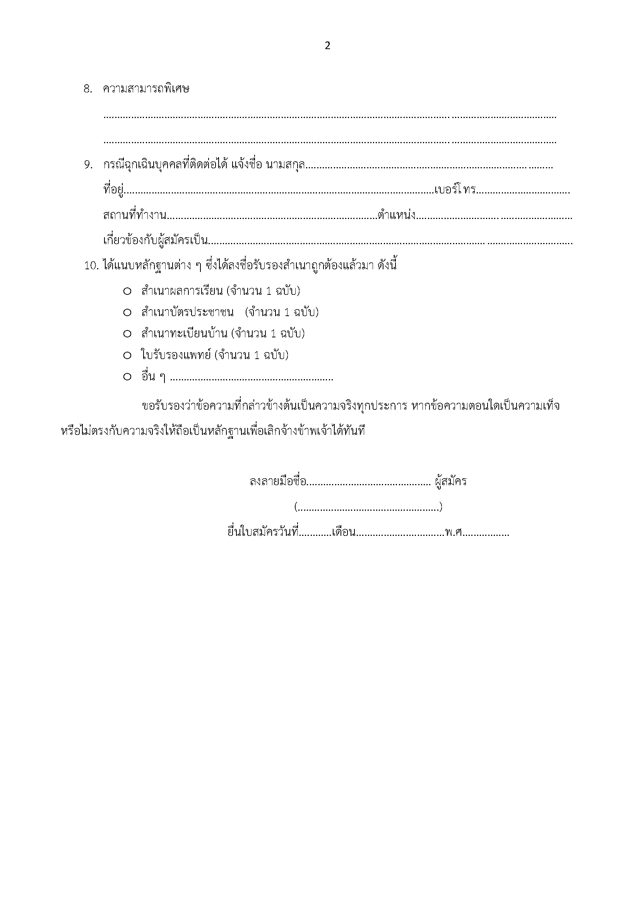 2
8. ความสามารถพิเศษ
........................................................................................................................................................
........................................................................................................................................................
9. กรณีฉุกเฉินบุคคลที่ติดต่อได้ แจ้งชื่อ นามสกุล.........................................................................................
ที่อยู่................................................................................................................เบอร์โทร..................................
สถานที่ทำงาน............................................................................ตำแหน่ง........................................................
เกี่ยวข้องกับผู้สมัครเป็น....................................................................................................................................
10. ได้แนบหลักฐานต่าง ๆ ซึ่งได้ลงชื่อรับรองสำเนาถูกต้องแล้วมา ดังนี้
o สำเนาผลการเรียน (จำนวน 1 ฉบับ)
o สำเนาบัตรประชาชน (จำนวน 1 ฉบับ)
o สำเนาทะเบียนบ้าน (จำนวน 1 ฉบับ)
o ใบรับรองแพทย์ (จำนวน 1 ฉบับ)
o อื่น ๆ ...........................................................
ขอรับรองว่าข้อความที่กล่าวข้างต้นเป็นความจริงทุกประการ หากข้อความตอนใดเป็นความเท็จ
หรือไม่ตรงกับความจริงให้ถือเป็นหลักฐานเพื่อเลิกจ้างข้าพเจ้าได้ทันที
ลงลายมือชื่อ............................................. ผู้สมัคร
(...................................................)
ยื่นใบสมัครวันที่............เดือน................................พ.ศ.................